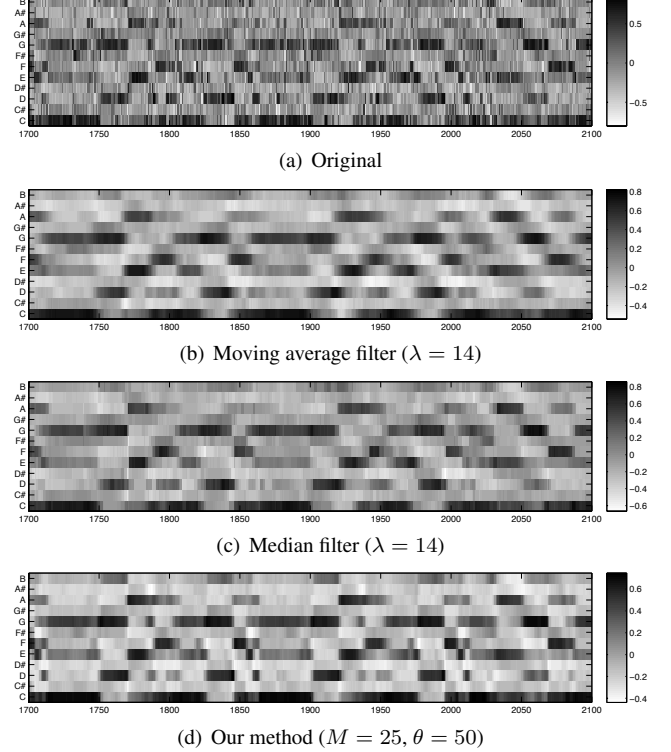 B
A#
A
G#
G
F#
F
E
D#
D
C#
C
1700 1750 1800 1850 1900 1950 2000 2050 2100
0.5
0
−0.5
(a) Original
B
A#
A
G#
G
F#
F
E
D#
D
C#
C
1700 1750 1800 1850 1900 1950 2000 2050 2100
0.8
0.6
0.4
0.2
0
−0.2
−0.4
(b) Moving average filter (λ = 14)
B
A#
A
G#
G
F#
F
E
D#
D
C#
C
1700 1750 1800 1850 1900 1950 2000 2050 2100
0.8
0.6
0.4
0.2
0
−0.2
−0.4
−0.6
(c) Median filter (λ = 14)
B
A#
A
G#
G
F#
F
E
D#
D
C#
C
1700 1750 1800 1850 1900 1950 2000 2050 2100
0.6
0.4
0.2
0
−0.2
−0.4
(d) Our method (M = 25, θ = 50)